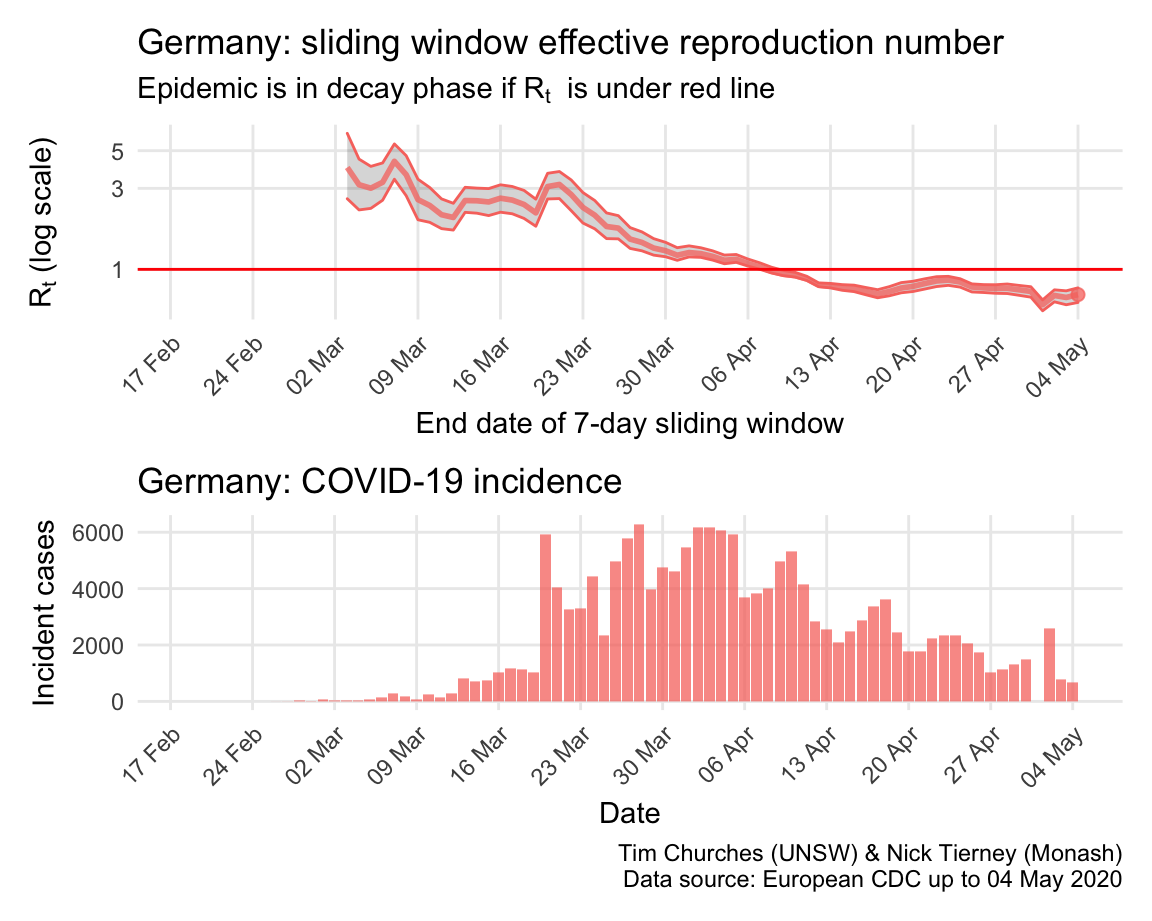 Germany: sliding window effective reproduction number
Epidemic is in decay phase if Rt is under red line
Rt (log scale)
5
3
1
17 Feb
24 Feb
02 Mar
09 Mar
16 Mar
23 Mar
30 Mar
06 Apr
13 Apr
20 Apr
27 Apr
04 May
End date of 7-day sliding window
Germany: COVID-19 incidence
Incident cases
6000
4000
2000
0
17 Feb
24 Feb
02 Mar
09 Mar
16 Mar
23 Mar
30 Mar
06 Apr
13 Apr
20 Apr
27 Apr
04 May
Date
Tim Churches (UNSW) & Nick Tierney (Monash)
Data source: European CDC up to 04 May 2020